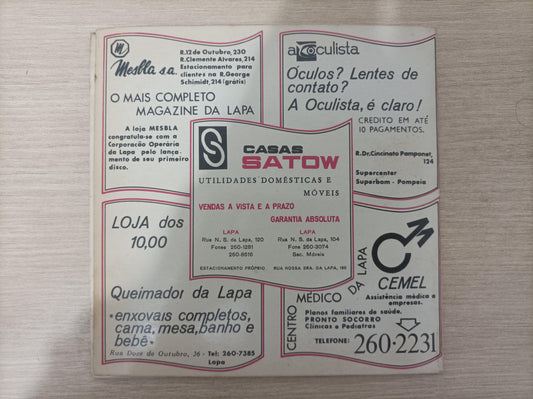 M
Mesbla s.a.
R.12 de Outubro, 230
R.Clemente Alvares, 214
Estacionamento para
clientes na R.George
Schimidt, 214 (grátis)
O MAIS COMPLETO
MAGAZINE DA LAPA
A loja MESBLA
congratula-se com a
Corporacão Operária
da Lapa pelo lança-
mento de seu primeiro
disco.
a oculista
Óculos? Lentes de
contato?
A Oculista, é claro!
CREDITO EM ATÉ
10 PAGAMENTOS.
R.Dr.Cincinato Pamponet,
124
Supercenter
Superbom - Pompeia
S
CASAS
SATOW
UTILIDADES DOMÉSTICAS E
MÓVEIS
VENDAS A VISTA E A PRAZO
GARANTIA ABSOLUTA
LAPA
Rua N. S. da Lapa, 120
Fones 260-1281
260-8616
LAPA
Rua N. S. da Lapa, 104
Fone 260-3074
Sec. Móveis
ESTACIONAMENTO PRÓPRIO
RUA NOSSA SRA. DA LAPA, 195
LOJA dos
10,00
Queimador da Lapa
•enxovais completos,
cama, mesa, banho e
bebê•
Rua Doze de Outubro, 36 - Tel: 260-7385
Lapa
CENTRO MÉDICO DA LAPA
CEMEL
Assistência médica a
empresas.
Planos familiares de saúde.
PRONTO SOCORRO
Clínicas e Pediatras
TELEFONE: 260-2231